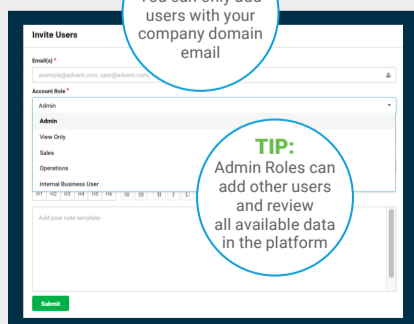 You can only add
users with your
company domain
email
Invite Users
Email(s) *
example@advent.com, user@advent.com,
Account Role *
Admin
Admin
View Only
Sales
Operations
Internal Business User
H1 H2 H3 H4 H5 H6 B I U
Add your note template
Submit
TIP:
Admin Roles can
add other users
and review
all available data
in the platform